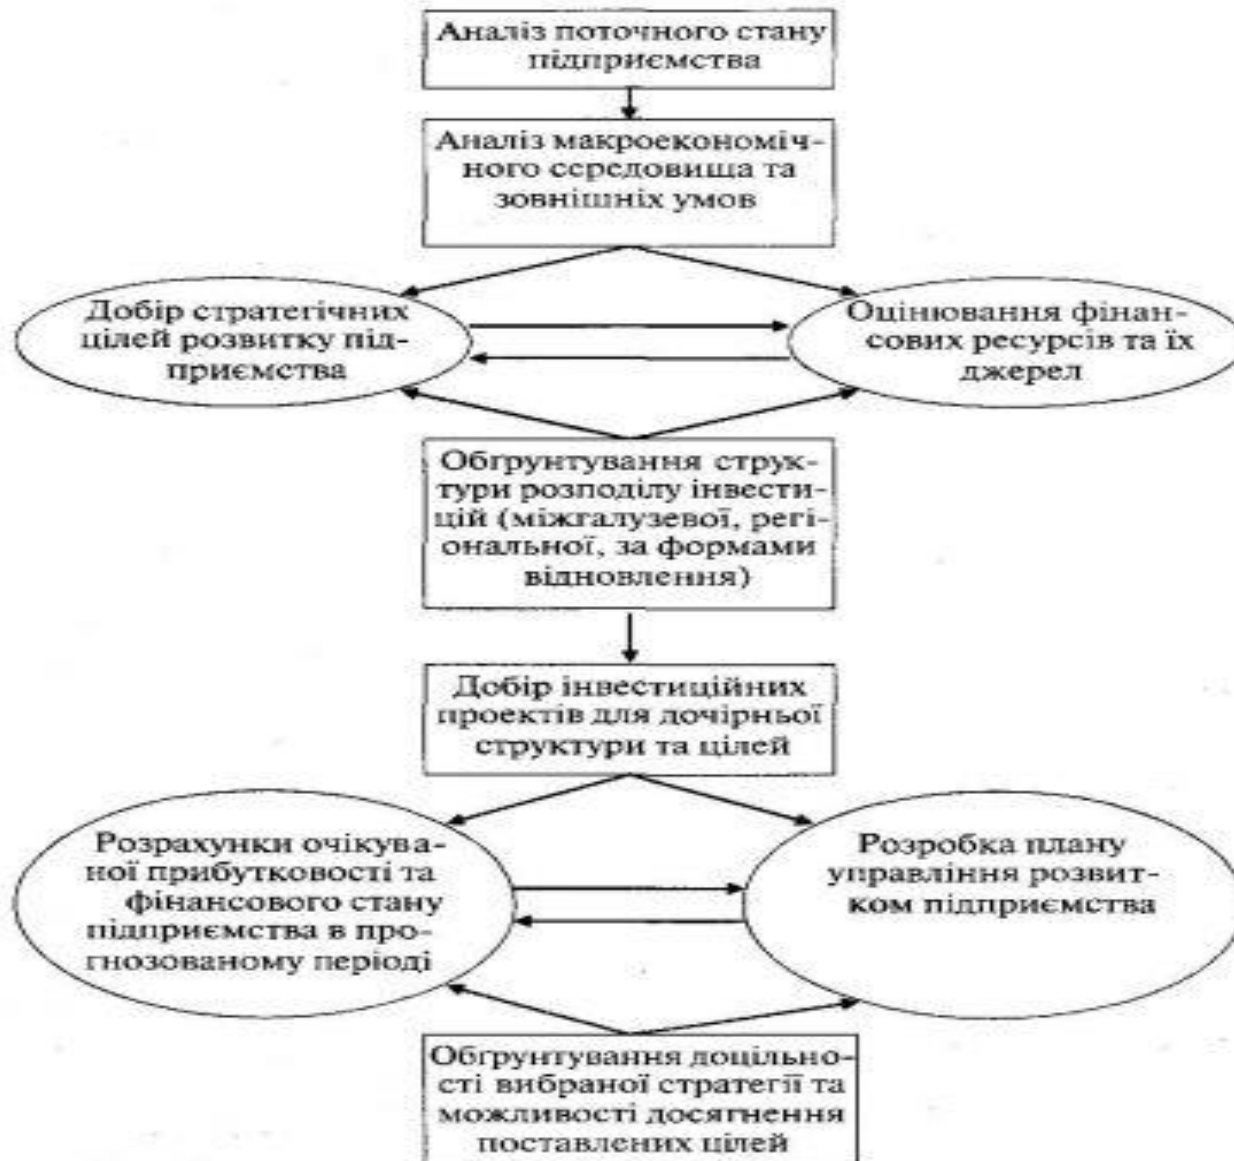 Аналіз поточного стану
підприємства
Аналіз макроекономіч-
ного середовища та
зовнішніх умов
Добір стратегічних
цілей розвитку під-
приємства
Оцінювання фінан-
сових ресурсів та їх
джерел
Обґрунтування струк-
тури розподілу інвести-
цій (міжгалузевої, регі-
ональної, за формами
відновлення)
Добір інвестиційних
проектів для дочірньої
структури та цілей
Розрахунки очікува-
ної прибутковості та
фінансового стану
підприємства в про-
гнозованому періоді
Розробка плану
управління розвит-
ком підприємства
Обґрунтування доціль­но-
сті вибраної стратегії та
можливості досягнення
поставлених цілей